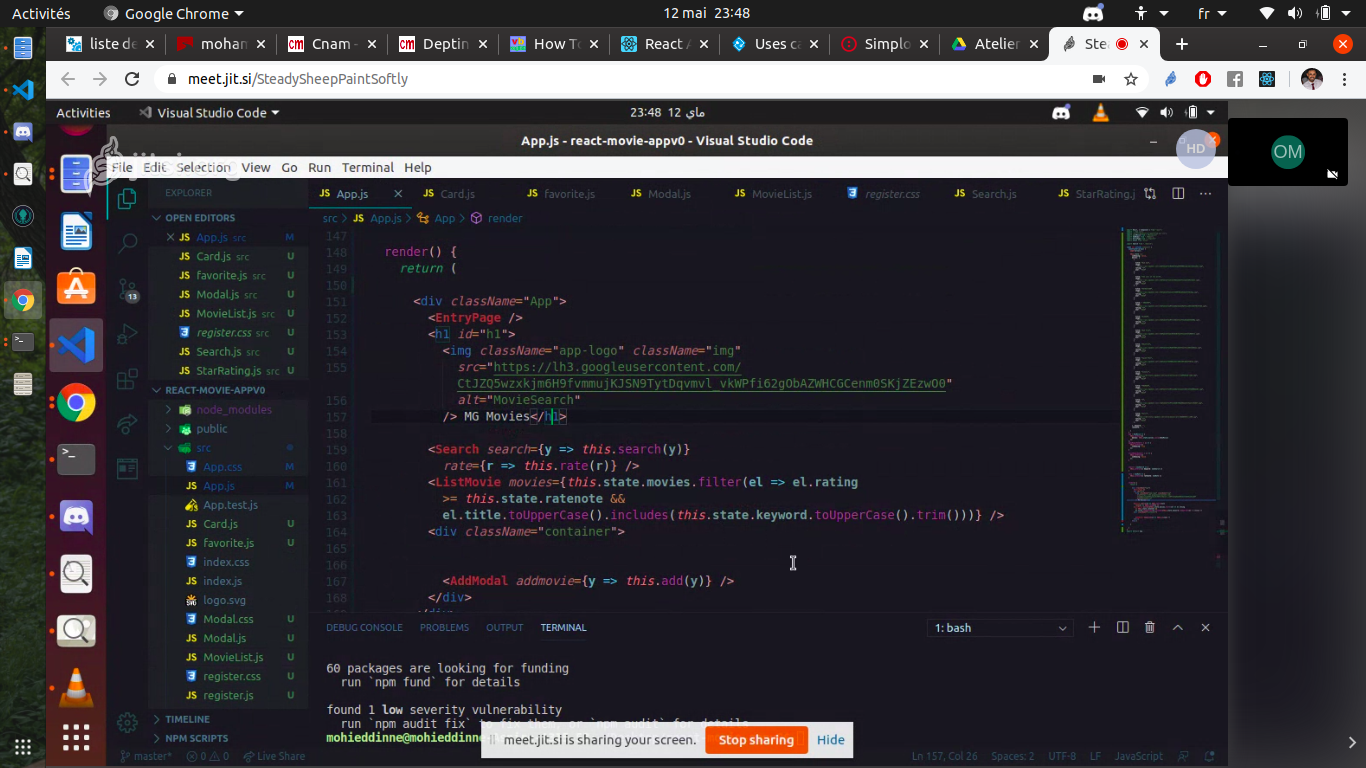 Activités Google Chrome 12 mai 23:48 fr
liste de mohan Cnam - Deptin How To React A Uses ca Simplo Atelier Ste
meet.jit.si/SteadySheepPaintSoftly
Activities Visual Studio Code 23:48 12 ماي
App.js - react-movie-appv0 - Visual Studio Code
HD
OM
File Edit Selection View Go Run Terminal Help
EXPLORER
App.js Card.js favorite.js Modal.js MovieList.js register.css Search.js StarRating.j
OPEN EDITORS
src > JS App.js > App > render
App.js src M
Card.js src U
favorite.js src U
Modal.js src U
MovieList.js src U
register.css src U
Search.js src U
StarRating.js src U
REACT-MOVIE-APPV0
node_modules
public
src
App.css M
App.js M
App.test.js
Card.js U
favorite.js U
index.css
index.js
logo.svg
Modal.css U
Modal.js U
MovieList.js U
register.css U
register.js U
TIMELINE
NPM SCRIPTS
13
147
148 render() {
149 return (
150
151 <div className="App">
152 <EntryPage />
153 <h1 id="h1">
154 <img className="app-logo" className="img"
155 src="https://lh3.googleusercontent.com/
CtJZQ5wzxkjm6H9fvmmujKJSN9TytDqvmvl_vkWPfi62gObAZWHCGCenm0SKjZEzwO0"
156 alt="MovieSearch"
157 /> MG Movies</h1>
158
159 <Search search={y => this.search(y)}
160 rate={r => this.rate(r)} />
161 <ListMovie movies={this.state.movies.filter(el => el.rating
162 >= this.state.ratenote &&
163 el.title.toUpperCase().includes(this.state.keyword.toUpperCase().trim()))} />
164 <div className="container">
165
166
167 <AddModal addmovie={y => this.add(y)} />
168 </div>
DEBUG CONSOLE PROBLEMS OUTPUT TERMINAL 1: bash
60 packages are looking for funding
run `npm fund` for details
found 1 low severity vulnerability
run `npm audit fix` to fix them, or `npm audit` for details
mohieddinne@mohieddinne
meet.jit.si is sharing your screen. Stop sharing Hide
master* 0 0 Live Share Ln 157, Col 26 Spaces: 2 UTF-8 LF JavaScript